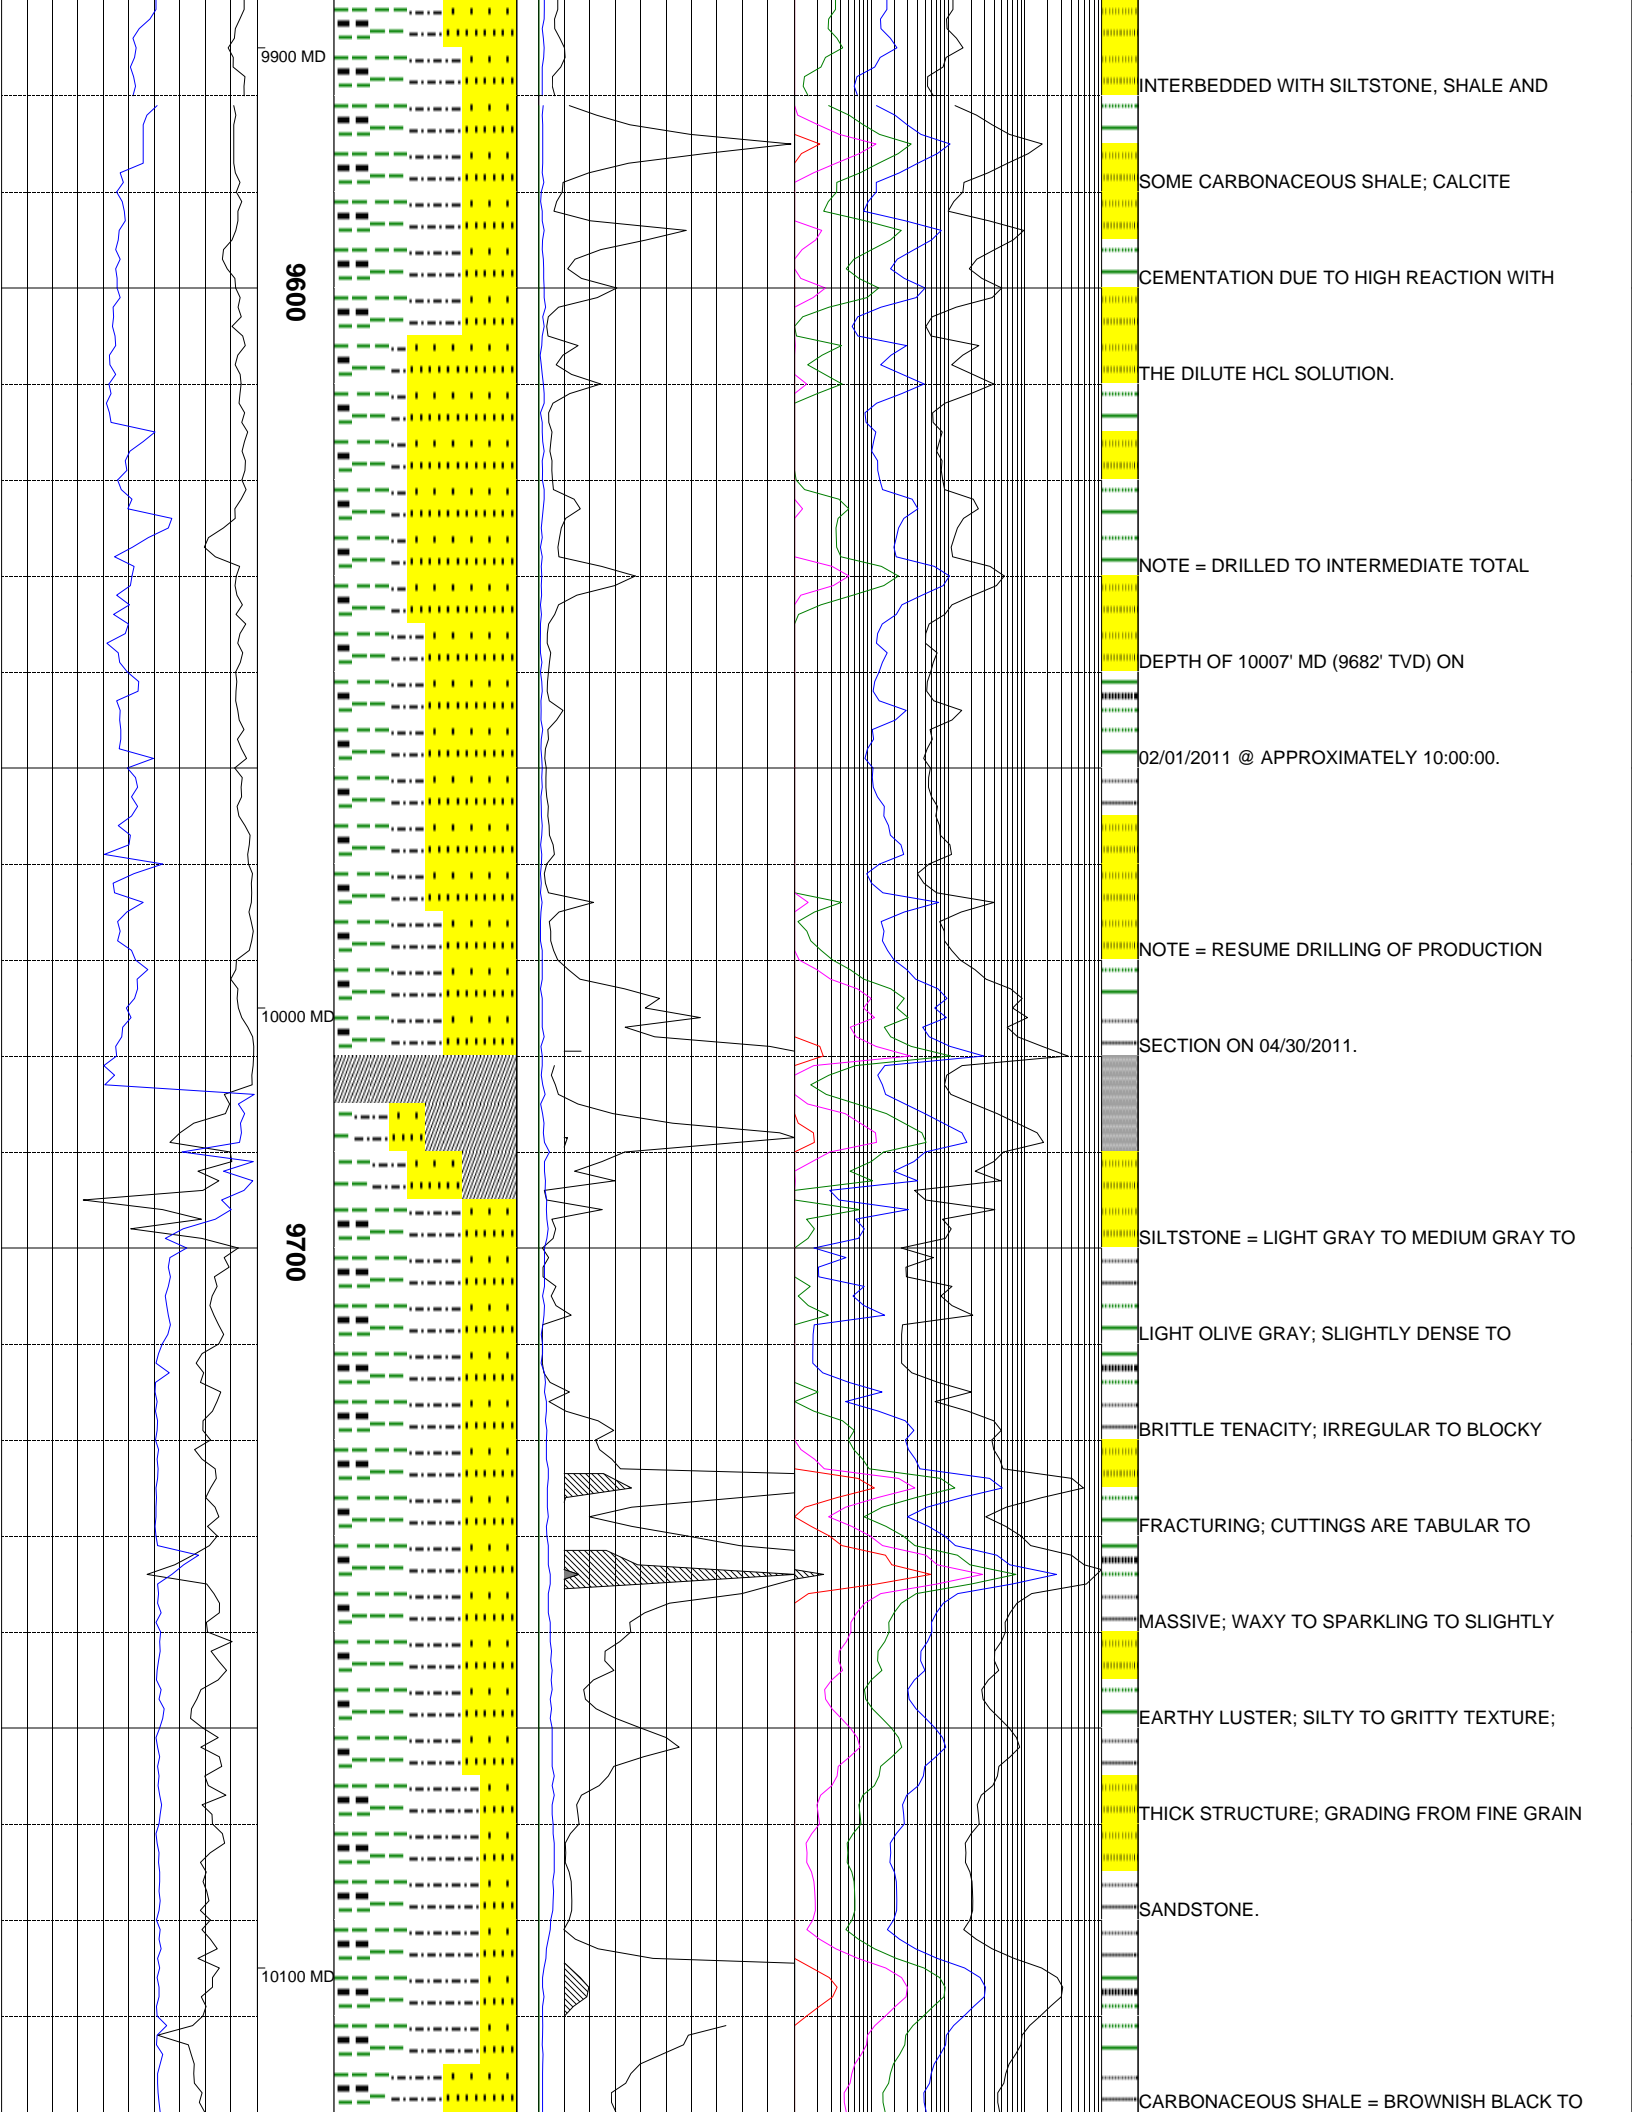 9900 MD
INTERBEDDED WITH SILTSTONE, SHALE AND
SOME CARBONACEOUS SHALE; CALCITE
9600
CEMENTATION DUE TO HIGH REACTION WITH
THE DILUTE HCL SOLUTION.
NOTE = DRILLED TO INTERMEDIATE TOTAL
DEPTH OF 10007' MD (9682' TVD) ON
02/01/2011 @ APPROXIMATELY 10:00:00.
NOTE = RESUME DRILLING OF PRODUCTION
10000 MD
SECTION ON 04/30/2011.
9700
SILTSTONE = LIGHT GRAY TO MEDIUM GRAY TO
LIGHT OLIVE GRAY; SLIGHTLY DENSE TO
BRITTLE TENACITY; IRREGULAR TO BLOCKY
FRACTURING; CUTTINGS ARE TABULAR TO
MASSIVE; WAXY TO SPARKLING TO SLIGHTLY
EARTHY LUSTER; SILTY TO GRITTY TEXTURE;
THICK STRUCTURE; GRADING FROM FINE GRAIN
SANDSTONE.
10100 MD
CARBONACEOUS SHALE = BROWNISH BLACK TO